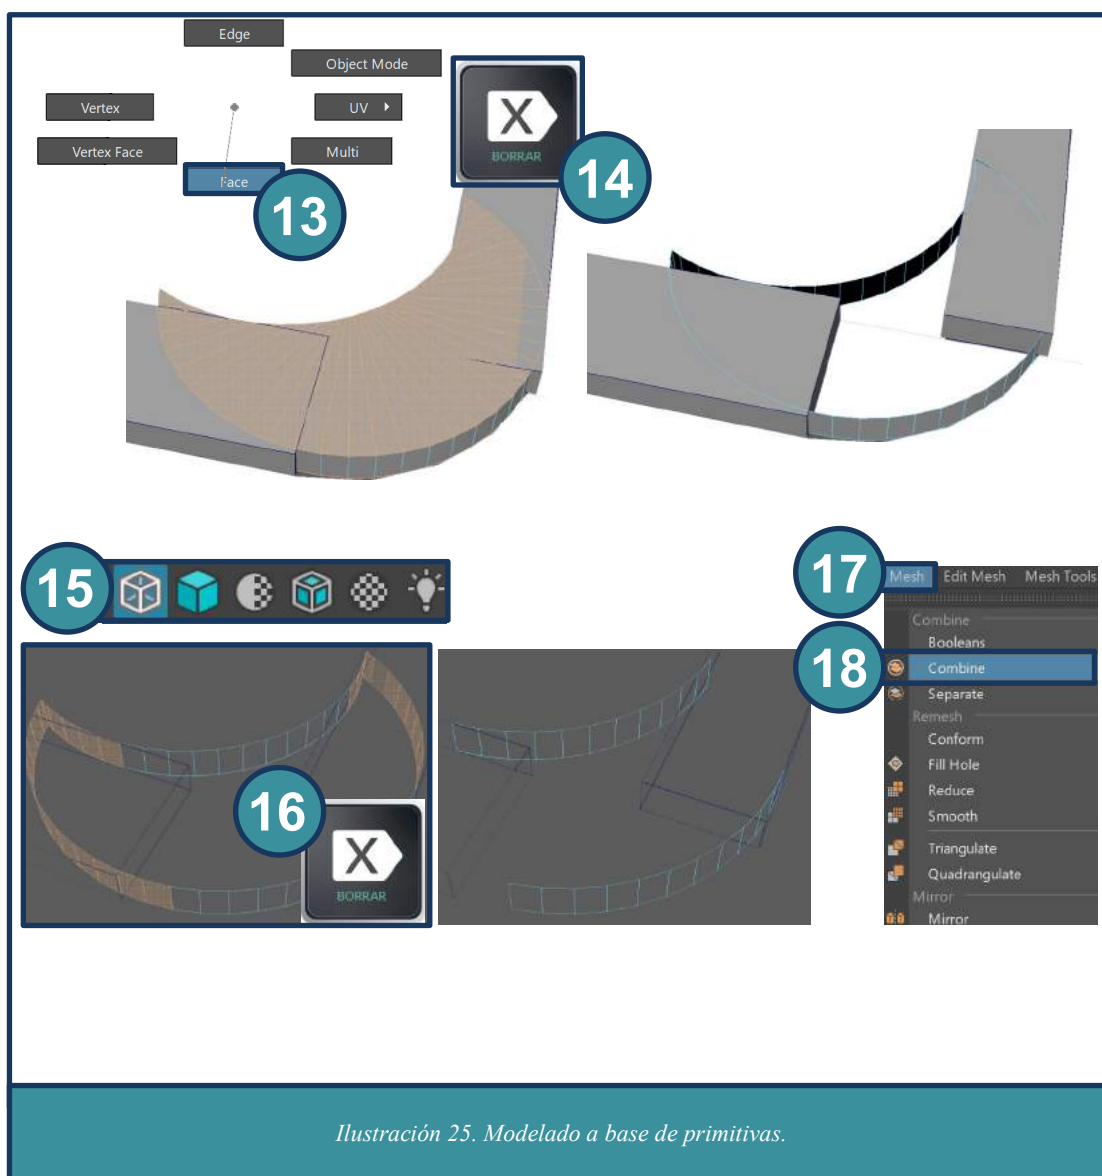 Edge
Object Mode
Vertex
UV
Vertex Face
Multi
Face
13
X
BORRAR
14
15
16
X
BORRAR
17
Mesh Edit Mesh Mesh Tools
Combine
Booleans
18
Combine
Separate
Remesh
Conform
Fill Hole
Reduce
Smooth
Triangulate
Quadrangulate
Mirror
Mirror
Ilustración 25. Modelado a base de primitivas.